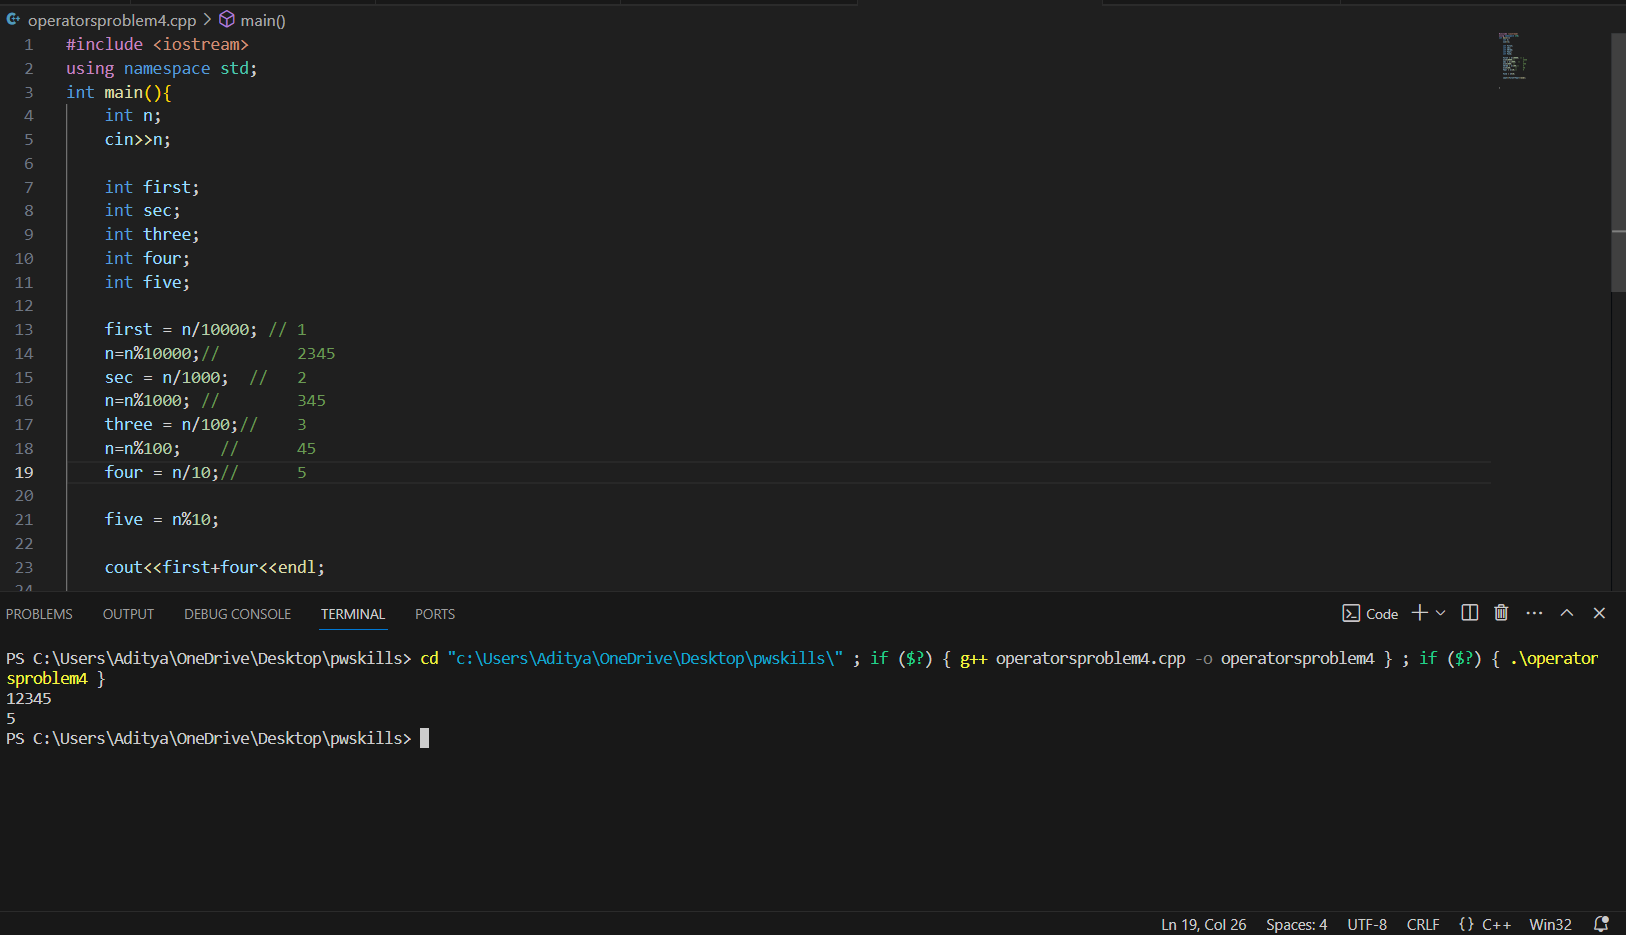 operatorsproblem4.cpp > main()
1 #include <iostream>
2 using namespace std;
3 int main(){
4     int n;
5     cin>>n;
6
7     int first;
8     int sec;
9     int three;
10     int four;
11     int five;
12
13     first = n/10000; // 1
14     n=n%10000;//        2345
15     sec = n/1000;  //   2
16     n=n%1000; //        345
17     three = n/100;//    3
18     n=n%100;    //      45
19     four = n/10;//      5
20
21     five = n%10;
22
23     cout<<first+four<<endl;
24
PROBLEMS OUTPUT DEBUG CONSOLE TERMINAL PORTS Code
PS C:\Users\Aditya\OneDrive\Desktop\pwskills> cd "c:\Users\Aditya\OneDrive\Desktop\pwskills\" ; if ($?) { g++ operatorsproblem4.cpp -o operatorsproblem4 } ; if ($?) { .\operator
sproblem4 }
12345
5
PS C:\Users\Aditya\OneDrive\Desktop\pwskills>
Ln 19, Col 26 Spaces: 4 UTF-8 CRLF {} C++ Win32